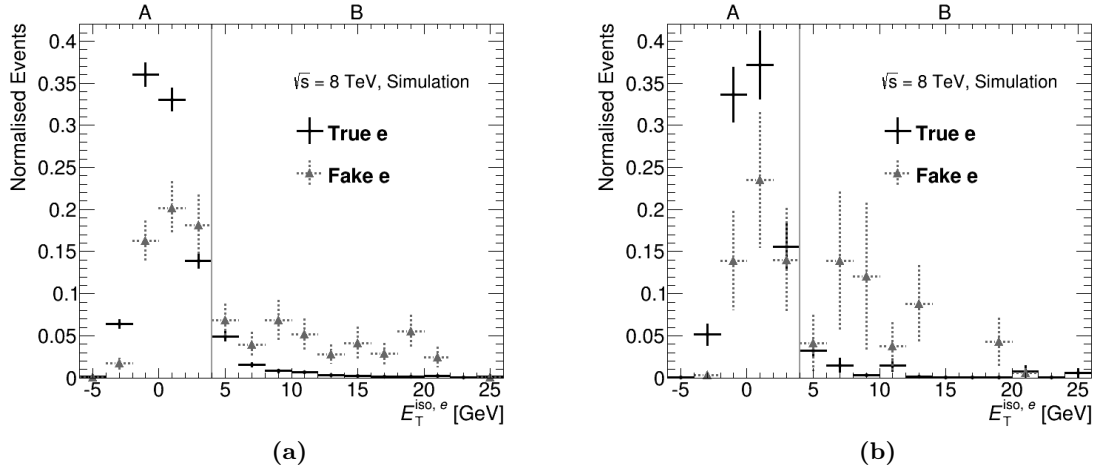 A B
Normalised Events
0.4
0.35
0.3
0.25
0.2
0.15
0.1
0.05
0
√s = 8 TeV, Simulation
True e
Fake e
-5 0 5 10 15 20 25
E_T^{iso, e} [GeV]
(a)
A B
Normalised Events
0.4
0.35
0.3
0.25
0.2
0.15
0.1
0.05
0
√s = 8 TeV, Simulation
True e
Fake e
-5 0 5 10 15 20 25
E_T^{iso, e} [GeV]
(b)